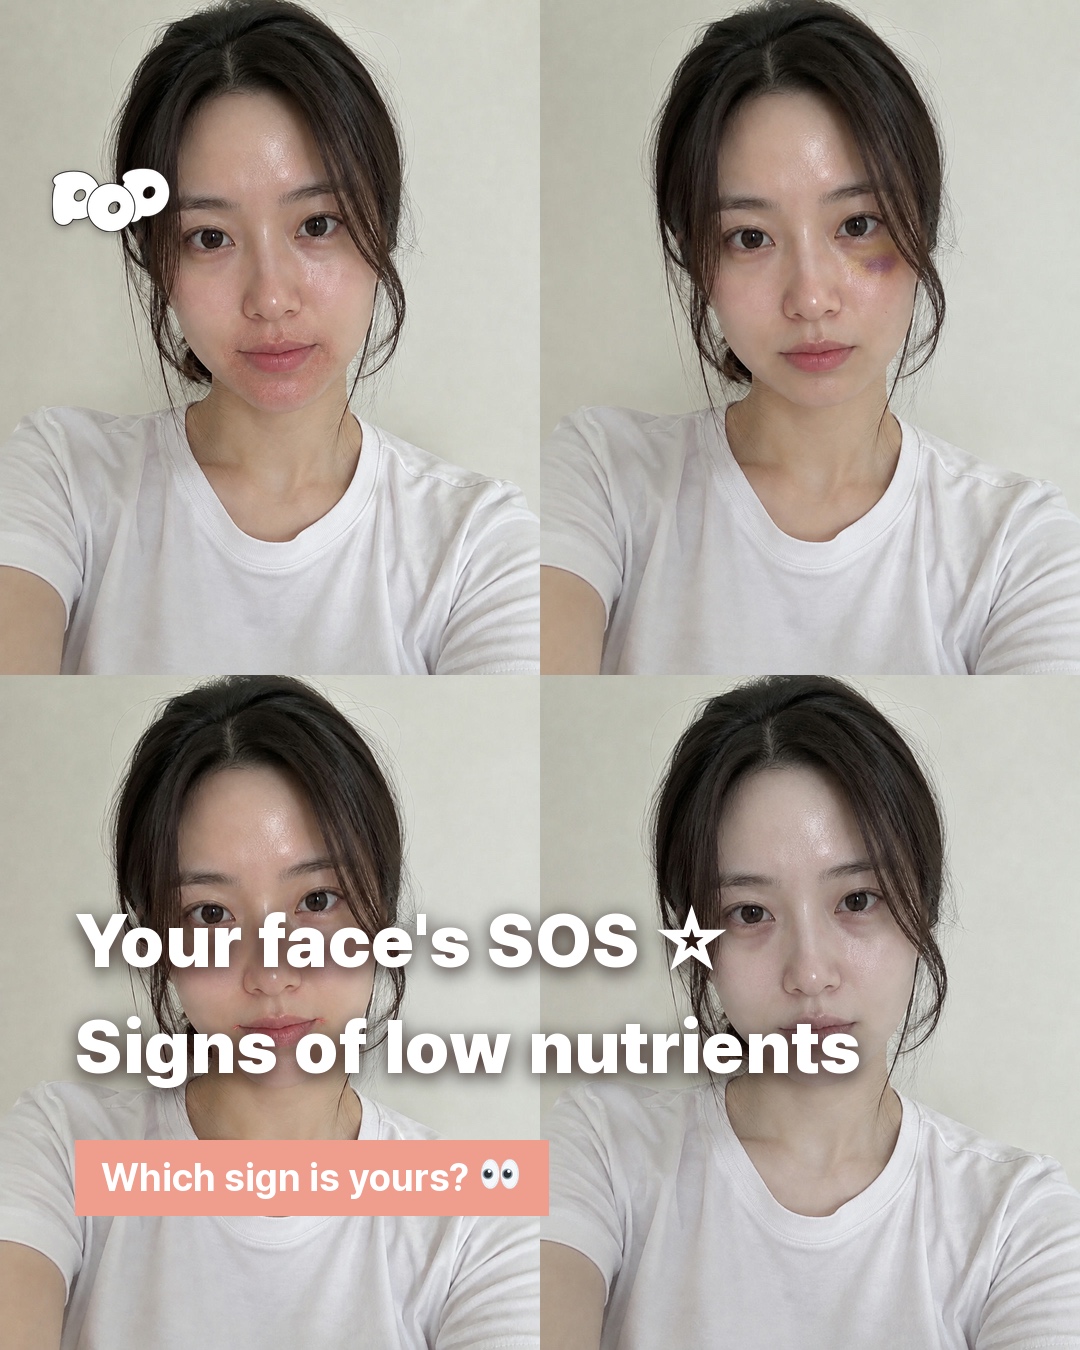 POP
Your face's SOS ☆
Signs of low nutrients
Which sign is yours? 👀